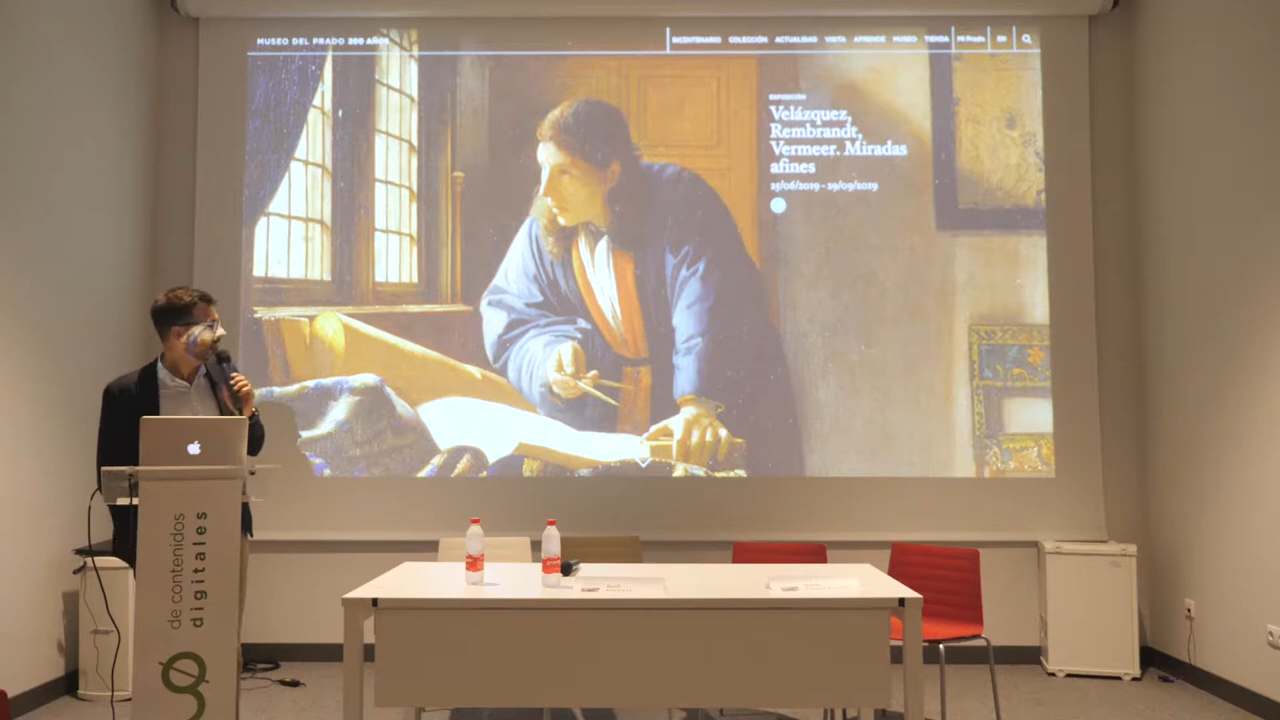 MUSEO DEL PRADO 200 AÑOS
BICENTENARIO COLECCIÓN ACTUALIDAD VISITA APRENDE MUSEO TIENDA Mi Prado EN
EXPOSICIÓN
Velázquez,
Rembrandt,
Vermeer. Miradas
afines
25/06/2019 - 29/09/2019
de contenidos
digitales